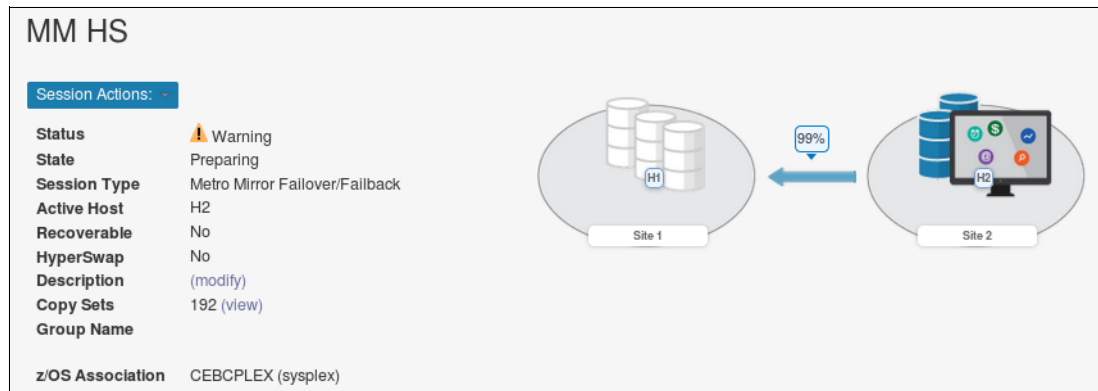 MM HS
Session Actions:
Status Warning
State Preparing
Session Type Metro Mirror Failover/Failback
Active Host H2
Recoverable No
HyperSwap No
Description (modify)
Copy Sets 192 (view)
Group Name
z/OS Association CEBCPLEX (sysplex)
99%
H1
H2
$
Site 1
Site 2